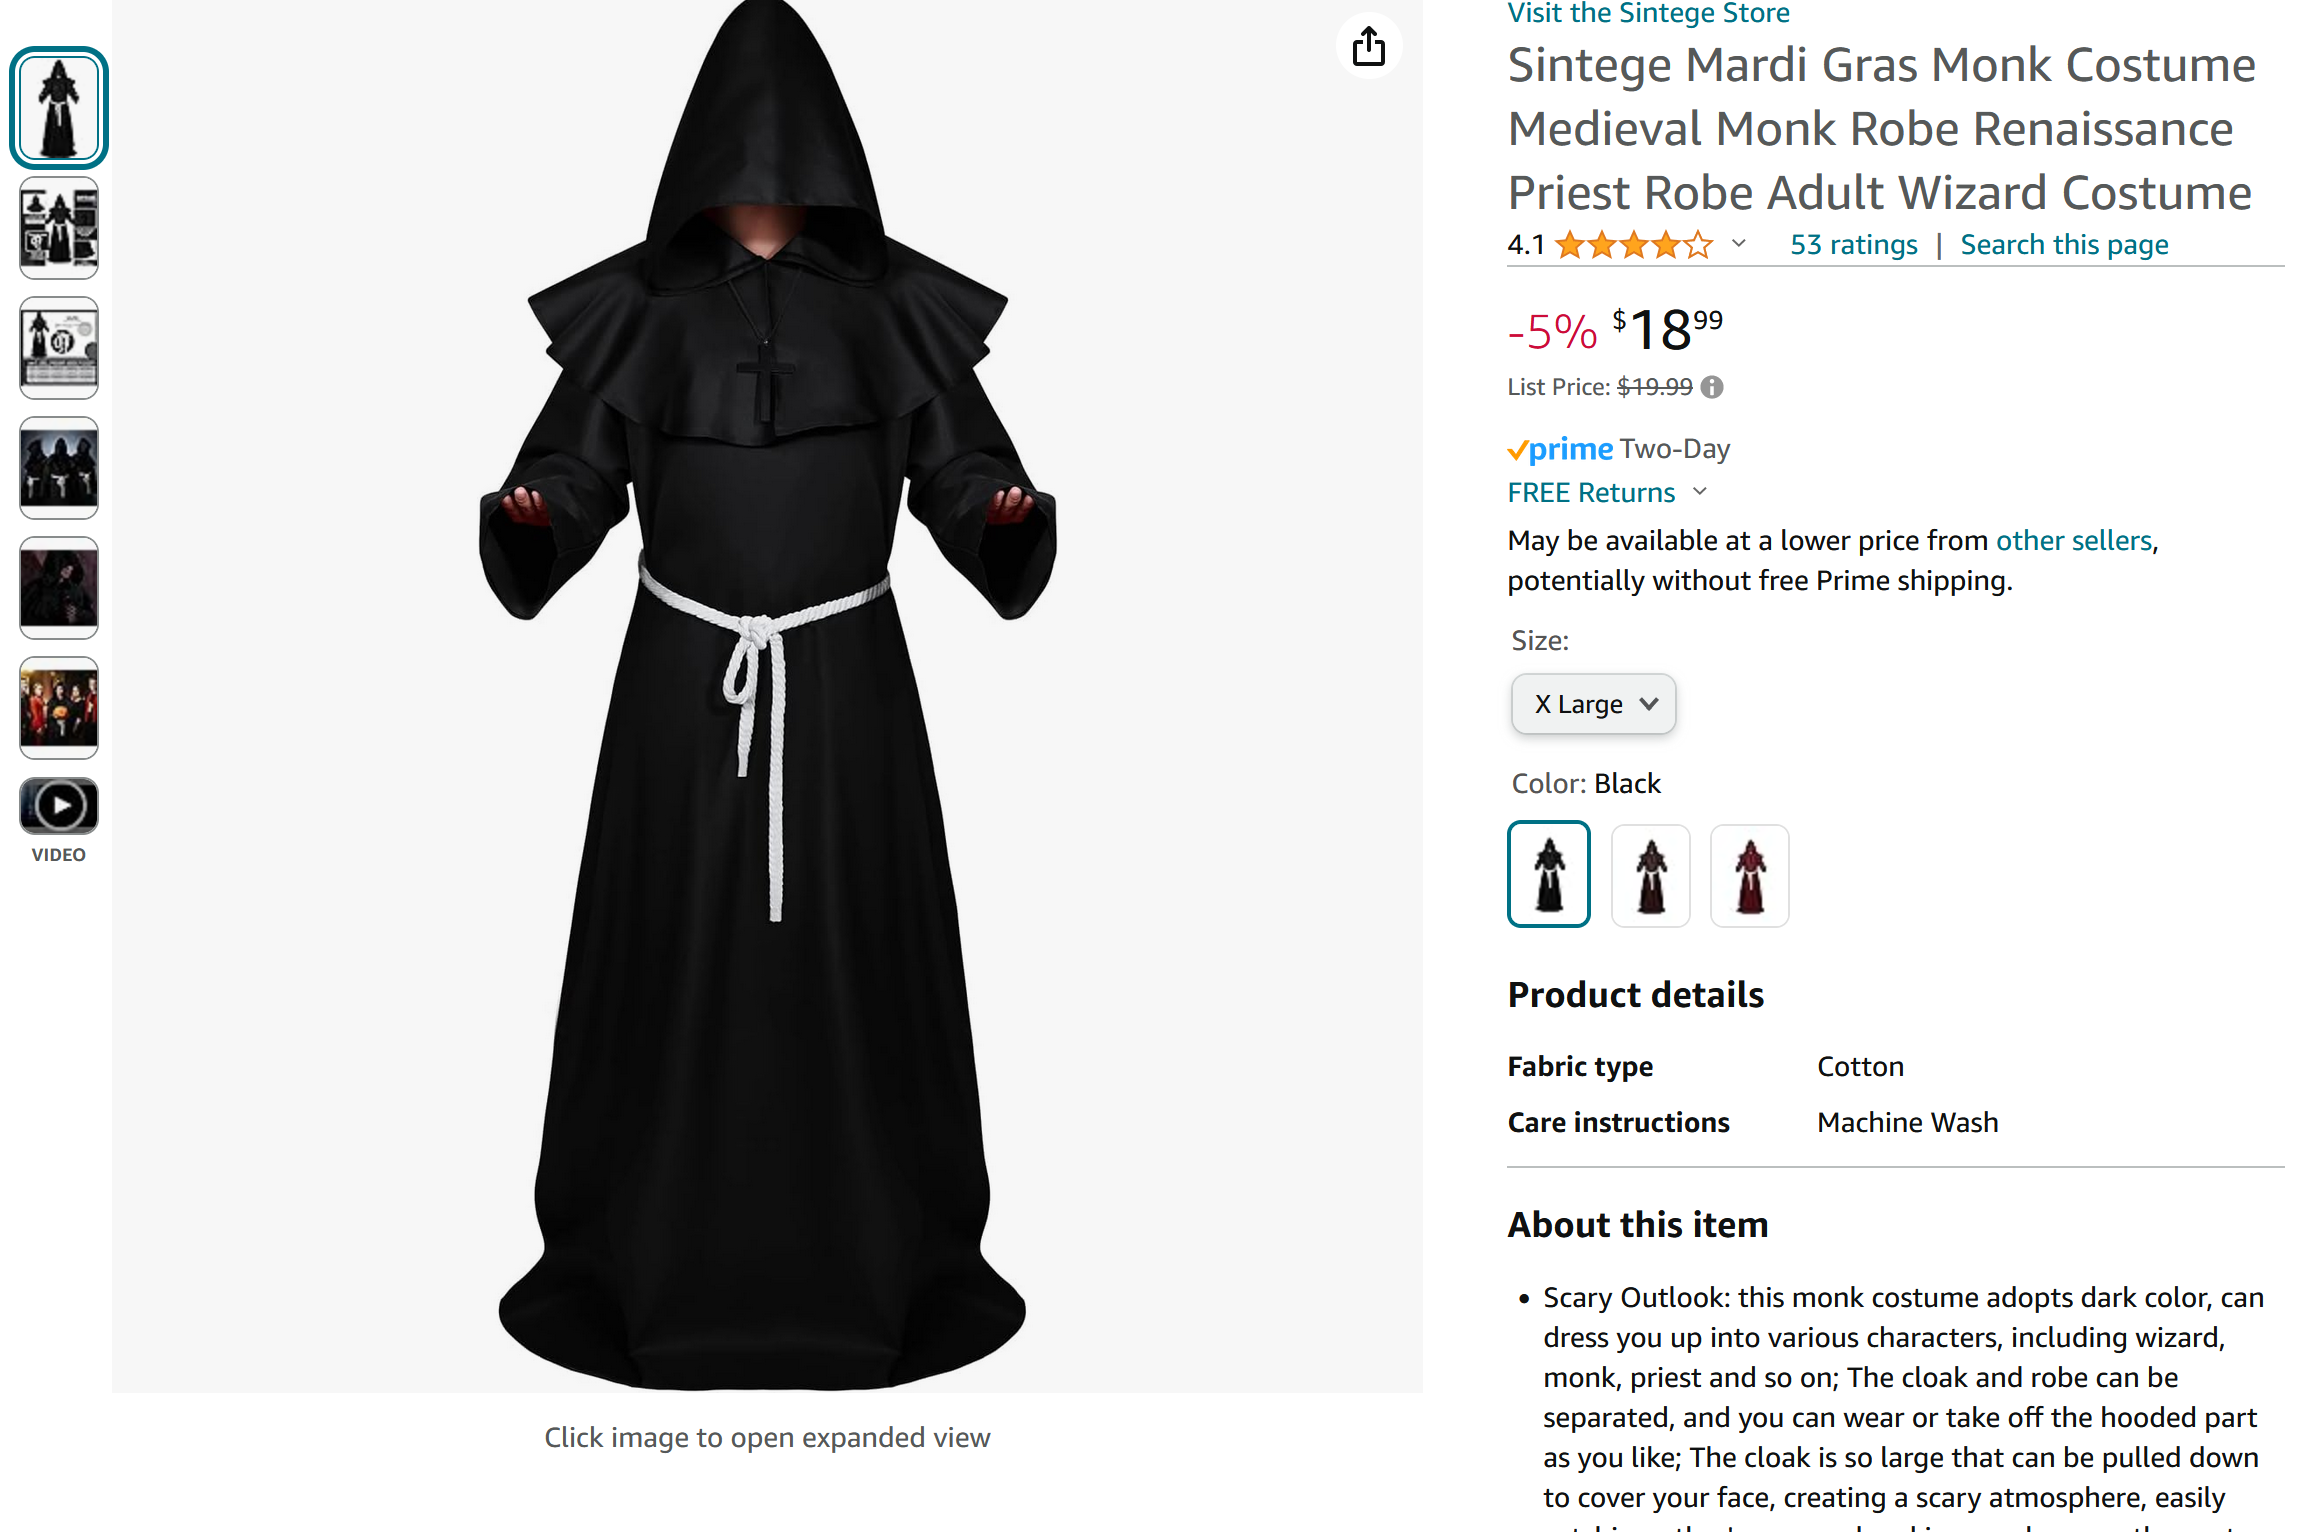 Visit the Sintege Store
Sintege Mardi Gras Monk Costume
Medieval Monk Robe Renaissance
Priest Robe Adult Wizard Costume
4.1 53 ratings | Search this page
-5% $18 99
List Price: $19.99
prime Two-Day
FREE Returns
May be available at a lower price from other sellers,
potentially without free Prime shipping.
Size:
X Large
Color: Black
Product details
Fabric type Cotton
Care instructions Machine Wash
About this item
• Scary Outlook: this monk costume adopts dark color, can
dress you up into various characters, including wizard,
monk, priest and so on; The cloak and robe can be
separated, and you can wear or take off the hooded part
as you like; The cloak is so large that can be pulled down
to cover your face, creating a scary atmosphere, easily
VIDEO
Click image to open expanded view